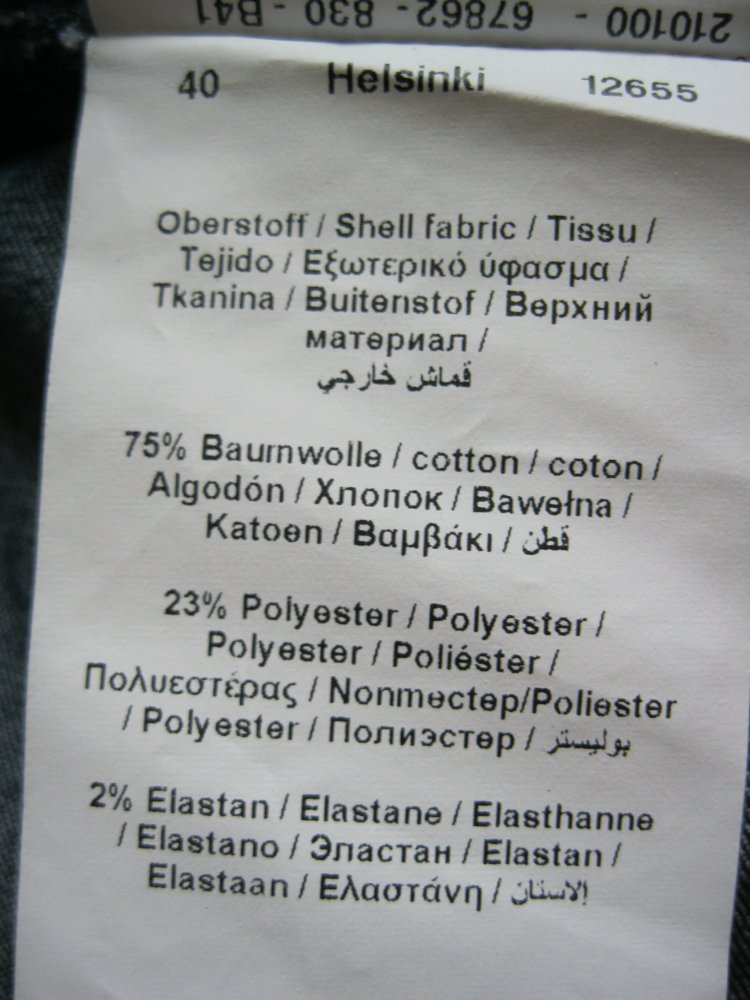 210100 - 67862 - 830 - B41
40 Helsinki 12655
Oberstoff / Shell fabric / Tissu /
Tejido / Εξωτερικό ύφασμα /
Tkanina / Buitenstof / Верхний
материал /
قماش خارجي
75% Baumwolle / cotton / coton /
Algodón / Хлопок / Bawełna /
Katoen / Βαμβάκι / قطن
23% Polyester / Polyester /
Polyester / Poliéster /
Πολυεστέρας / Nonmectep/Poliester
/ Polyester / Полиэстер / بوليستر
2% Elastan / Elastane / Elasthanne
/ Elastano / Эластан / Elastan /
Elastaan / Ελαστάνη / الاستان